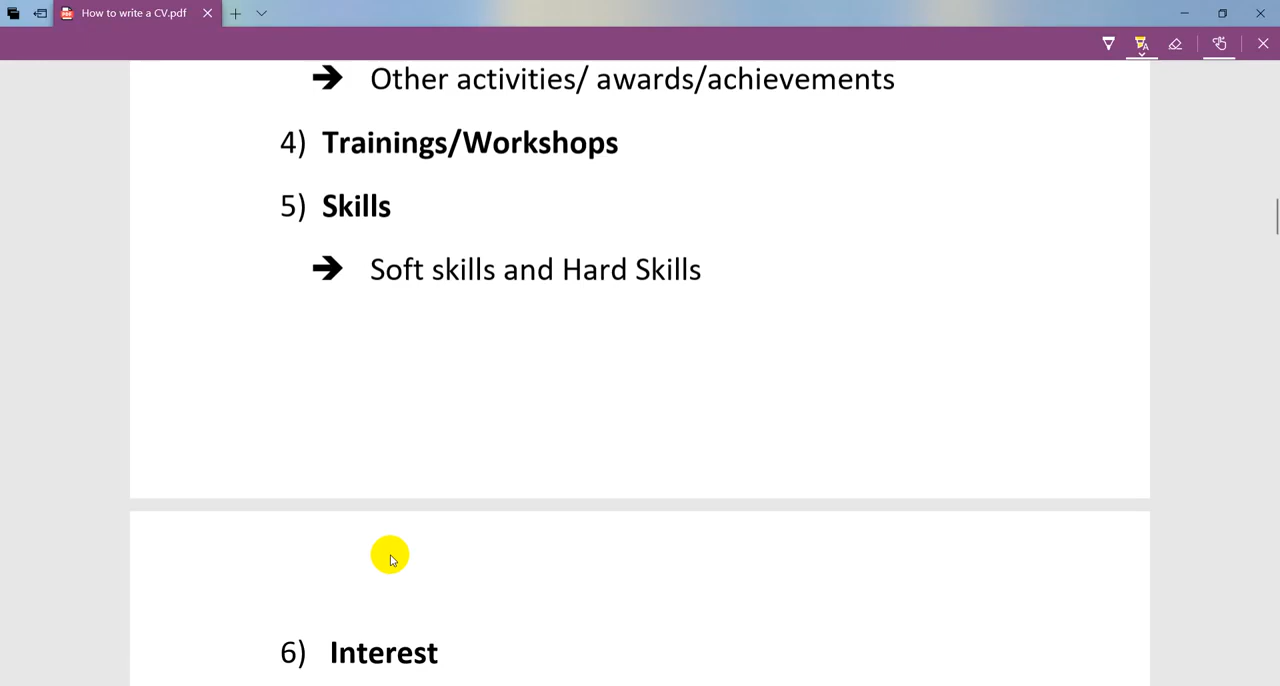 How to write a CV.pdf
➔ Other activities/ awards/achievements
4) Trainings/Workshops
5) Skills
➔ Soft skills and Hard Skills
6) Interest